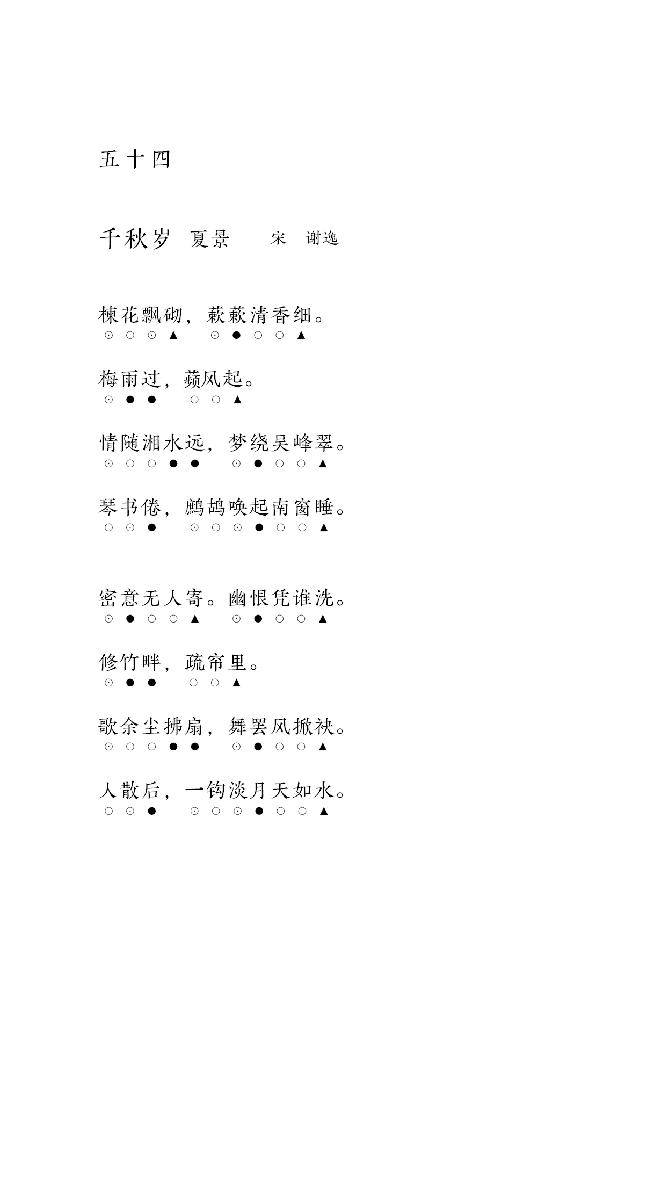 五十四
千秋岁 夏景 宋 谢逸
楝花飘砌，蔌蔌清香细。
⊙○⊙▲ ⊙●○○▲
梅雨过，蘋风起。
⊙●● ○○▲
情随湘水远，梦绕吴峰翠。
⊙○○●● ⊙●○○▲
琴书倦，鹧鸪唤起南窗睡。
○⊙● ⊙○⊙●○○▲
密意无人寄。幽恨凭谁洗。
⊙●○○▲ ⊙●○○▲
修竹畔，疏帘里。
⊙●● ○○▲
歌余尘拂扇，舞罢风掀袂。
⊙○○●● ⊙●○○▲
人散后，一钩淡月天如水。
○⊙● ⊙○⊙●○○▲